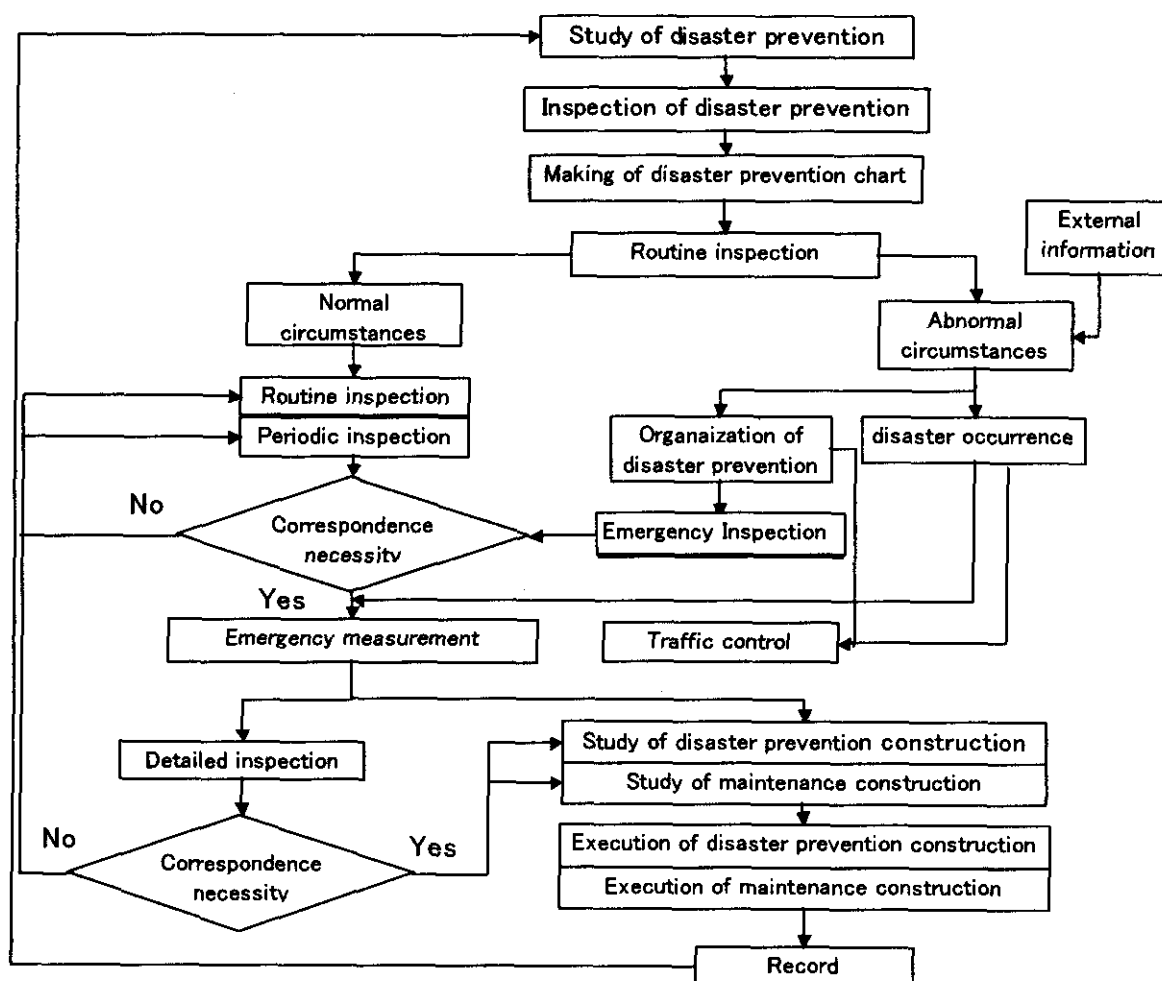 Study of disaster prevention
Inspection of disaster prevention
Making of disaster prevention chart
External
information
Routine inspection
Normal
circumstances
Abnormal
circumstances
Routine inspection
Periodic inspection
Organaization of
disaster prevention
disaster occurrence
No
Correspondence
necessity
Emergency Inspection
Yes
Emergency measurement
Traffic control
Detailed inspection
Study of disaster prevention construction
Study of maintenance construction
No
Yes
Correspondence
necessity
Execution of disaster prevention construction
Execution of maintenance construction
Record